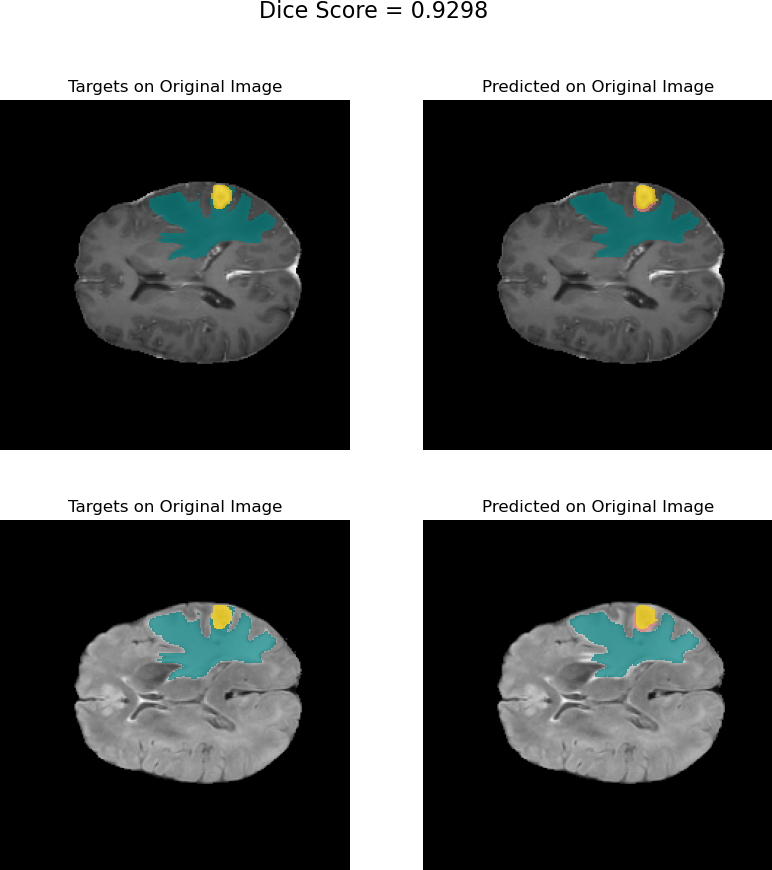 Dice Score = 0.9298
Targets on Original Image
Predicted on Original Image
Targets on Original Image
Predicted on Original Image